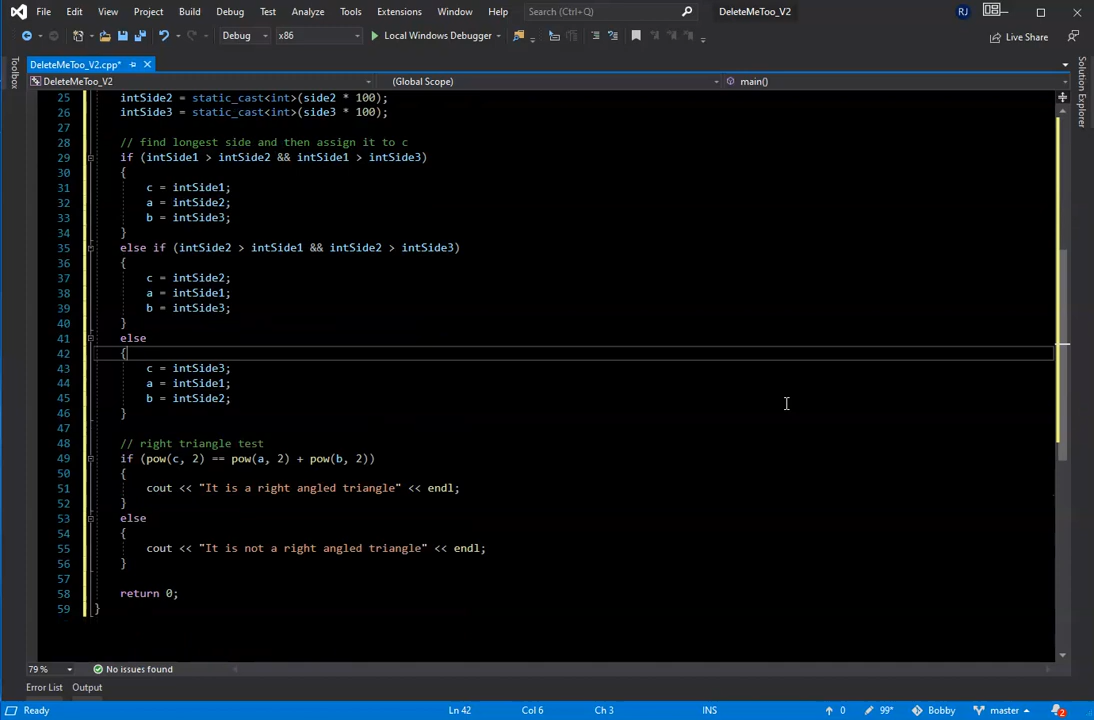 File Edit View Project Build Debug Test Analyze Tools Extensions Window Help Search (Ctrl+Q) DeleteMeToo_V2 RJ
Debug x86 Local Windows Debugger Live Share
DeleteMeToo_V2.cpp*
DeleteMeToo_V2 (Global Scope) main()
Toolbox
Solution Explorer
25 intSide2 = static_cast<int>(side2 * 100);
26 intSide3 = static_cast<int>(side3 * 100);
27
28 // find longest side and then assign it to c
29 if (intSide1 > intSide2 && intSide1 > intSide3)
30 {
31 c = intSide1;
32 a = intSide2;
33 b = intSide3;
34 }
35 else if (intSide2 > intSide1 && intSide2 > intSide3)
36 {
37 c = intSide2;
38 a = intSide1;
39 b = intSide3;
40 }
41 else
42 {
43 c = intSide3;
44 a = intSide1;
45 b = intSide2;
46 }
47
48 // right triangle test
49 if (pow(c, 2) == pow(a, 2) + pow(b, 2))
50 {
51 cout << "It is a right angled triangle" << endl;
52 }
53 else
54 {
55 cout << "It is not a right angled triangle" << endl;
56 }
57
58 return 0;
59 }
79 % No issues found
Error List Output
Ready Ln 42 Col 6 Ch 3 INS 0 99* Bobby master 2